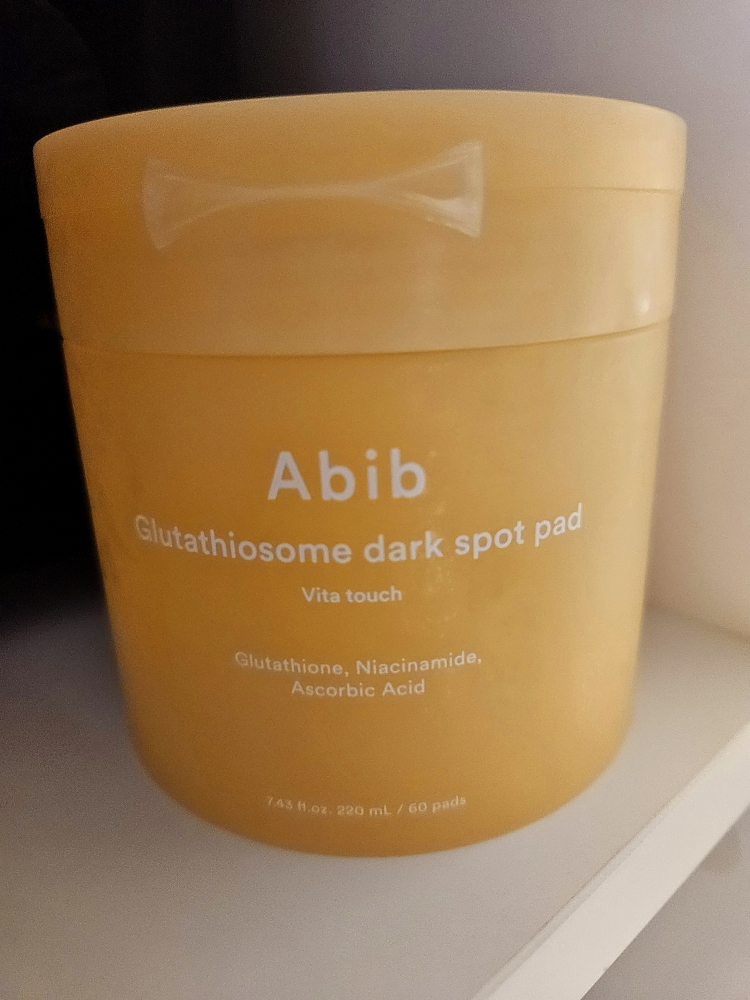 Abib
Glutathiosome dark spot pad
Vita touch
Glutathione, Niacinamide,
Ascorbic Acid
7.43 fl.oz. 220 mL / 60 pads